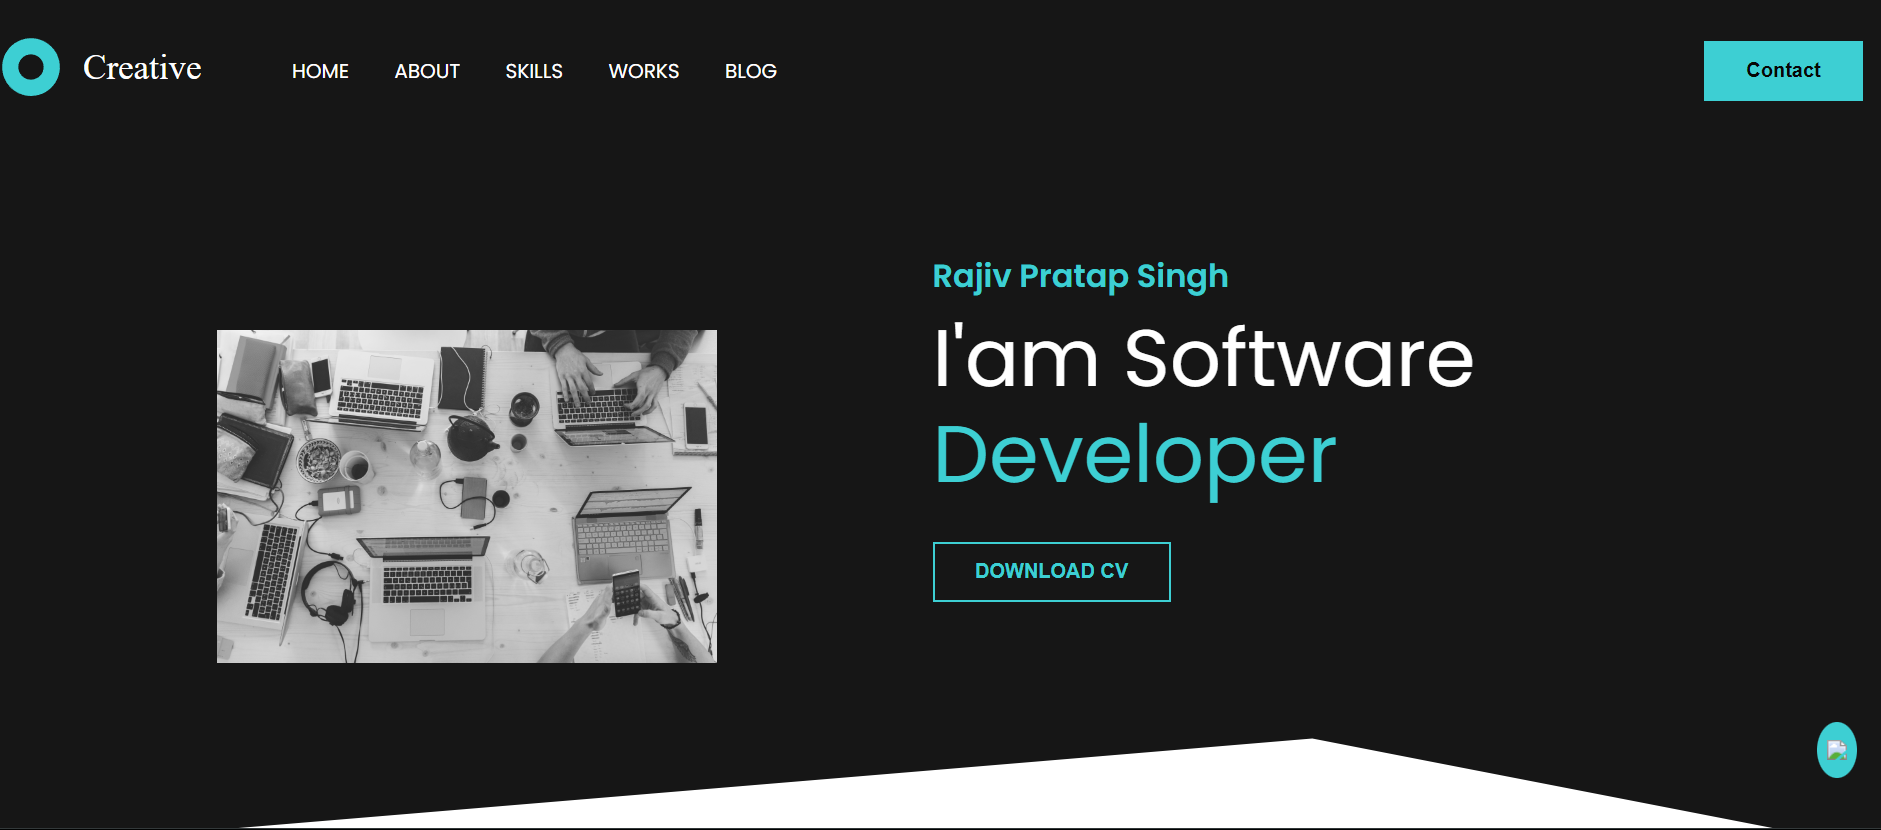 Creative
HOME ABOUT SKILLS WORKS BLOG
Contact
Rajiv Pratap Singh
I'am Software
Developer
DOWNLOAD CV